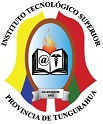 INSTITUTO TECNOLÓGICO SUPERIOR
PROVINCIA DE TUNGURAHUA